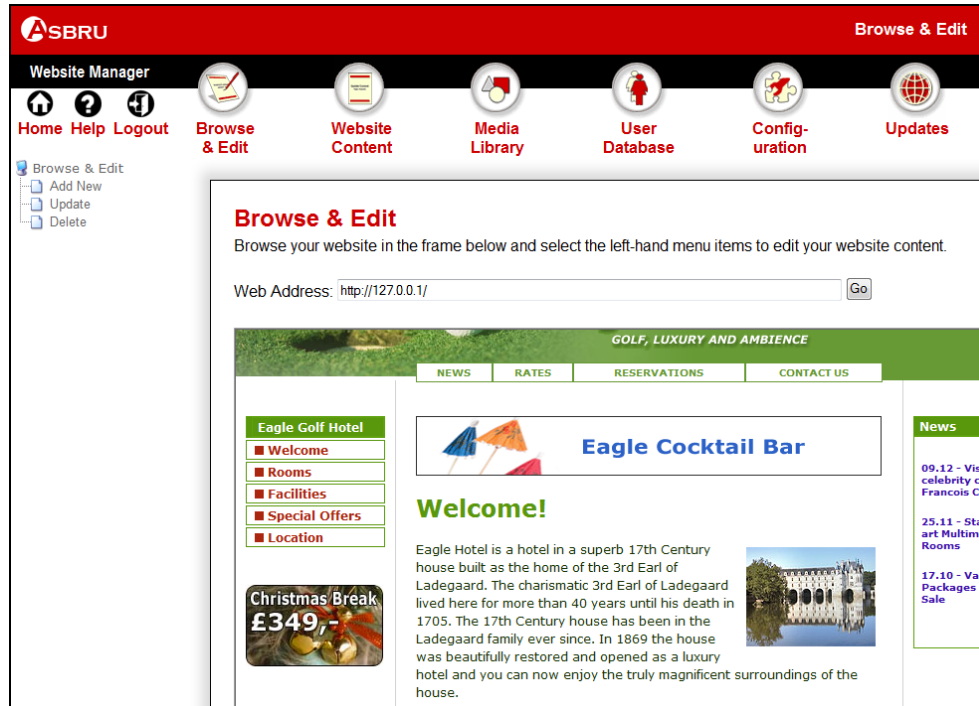 ASBRU
Browse & Edit
Website Manager
Home Help Logout
Browse
& Edit
Website
Content
Media
Library
User
Database
Config-
uration
Updates
Browse & Edit
Add New
Update
Delete
Browse & Edit
Browse your website in the frame below and select the left-hand menu items to edit your website content.
Web Address: http://127.0.0.1/ Go
GOLF, LUXURY AND AMBIENCE
NEWS RATES RESERVATIONS CONTACT US
Eagle Golf Hotel
Welcome
Rooms
Facilities
Special Offers
Location
Christmas Break
£349,-
Eagle Cocktail Bar
Welcome!
Eagle Hotel is a hotel in a superb 17th Century
house built as the home of the 3rd Earl of
Ladegaard. The charismatic 3rd Earl of Ladegaard
lived here for more than 40 years until his death in
1705. The 17th Century house has been in the
Ladegaard family ever since. In 1869 the house
was beautifully restored and opened as a luxury
hotel and you can now enjoy the truly magnificent surroundings of the
house.
News
09.12 - Vis
celebrity c
Francois C
25.11 - Sta
art Multim
Rooms
17.10 - Va
Packages
Sale